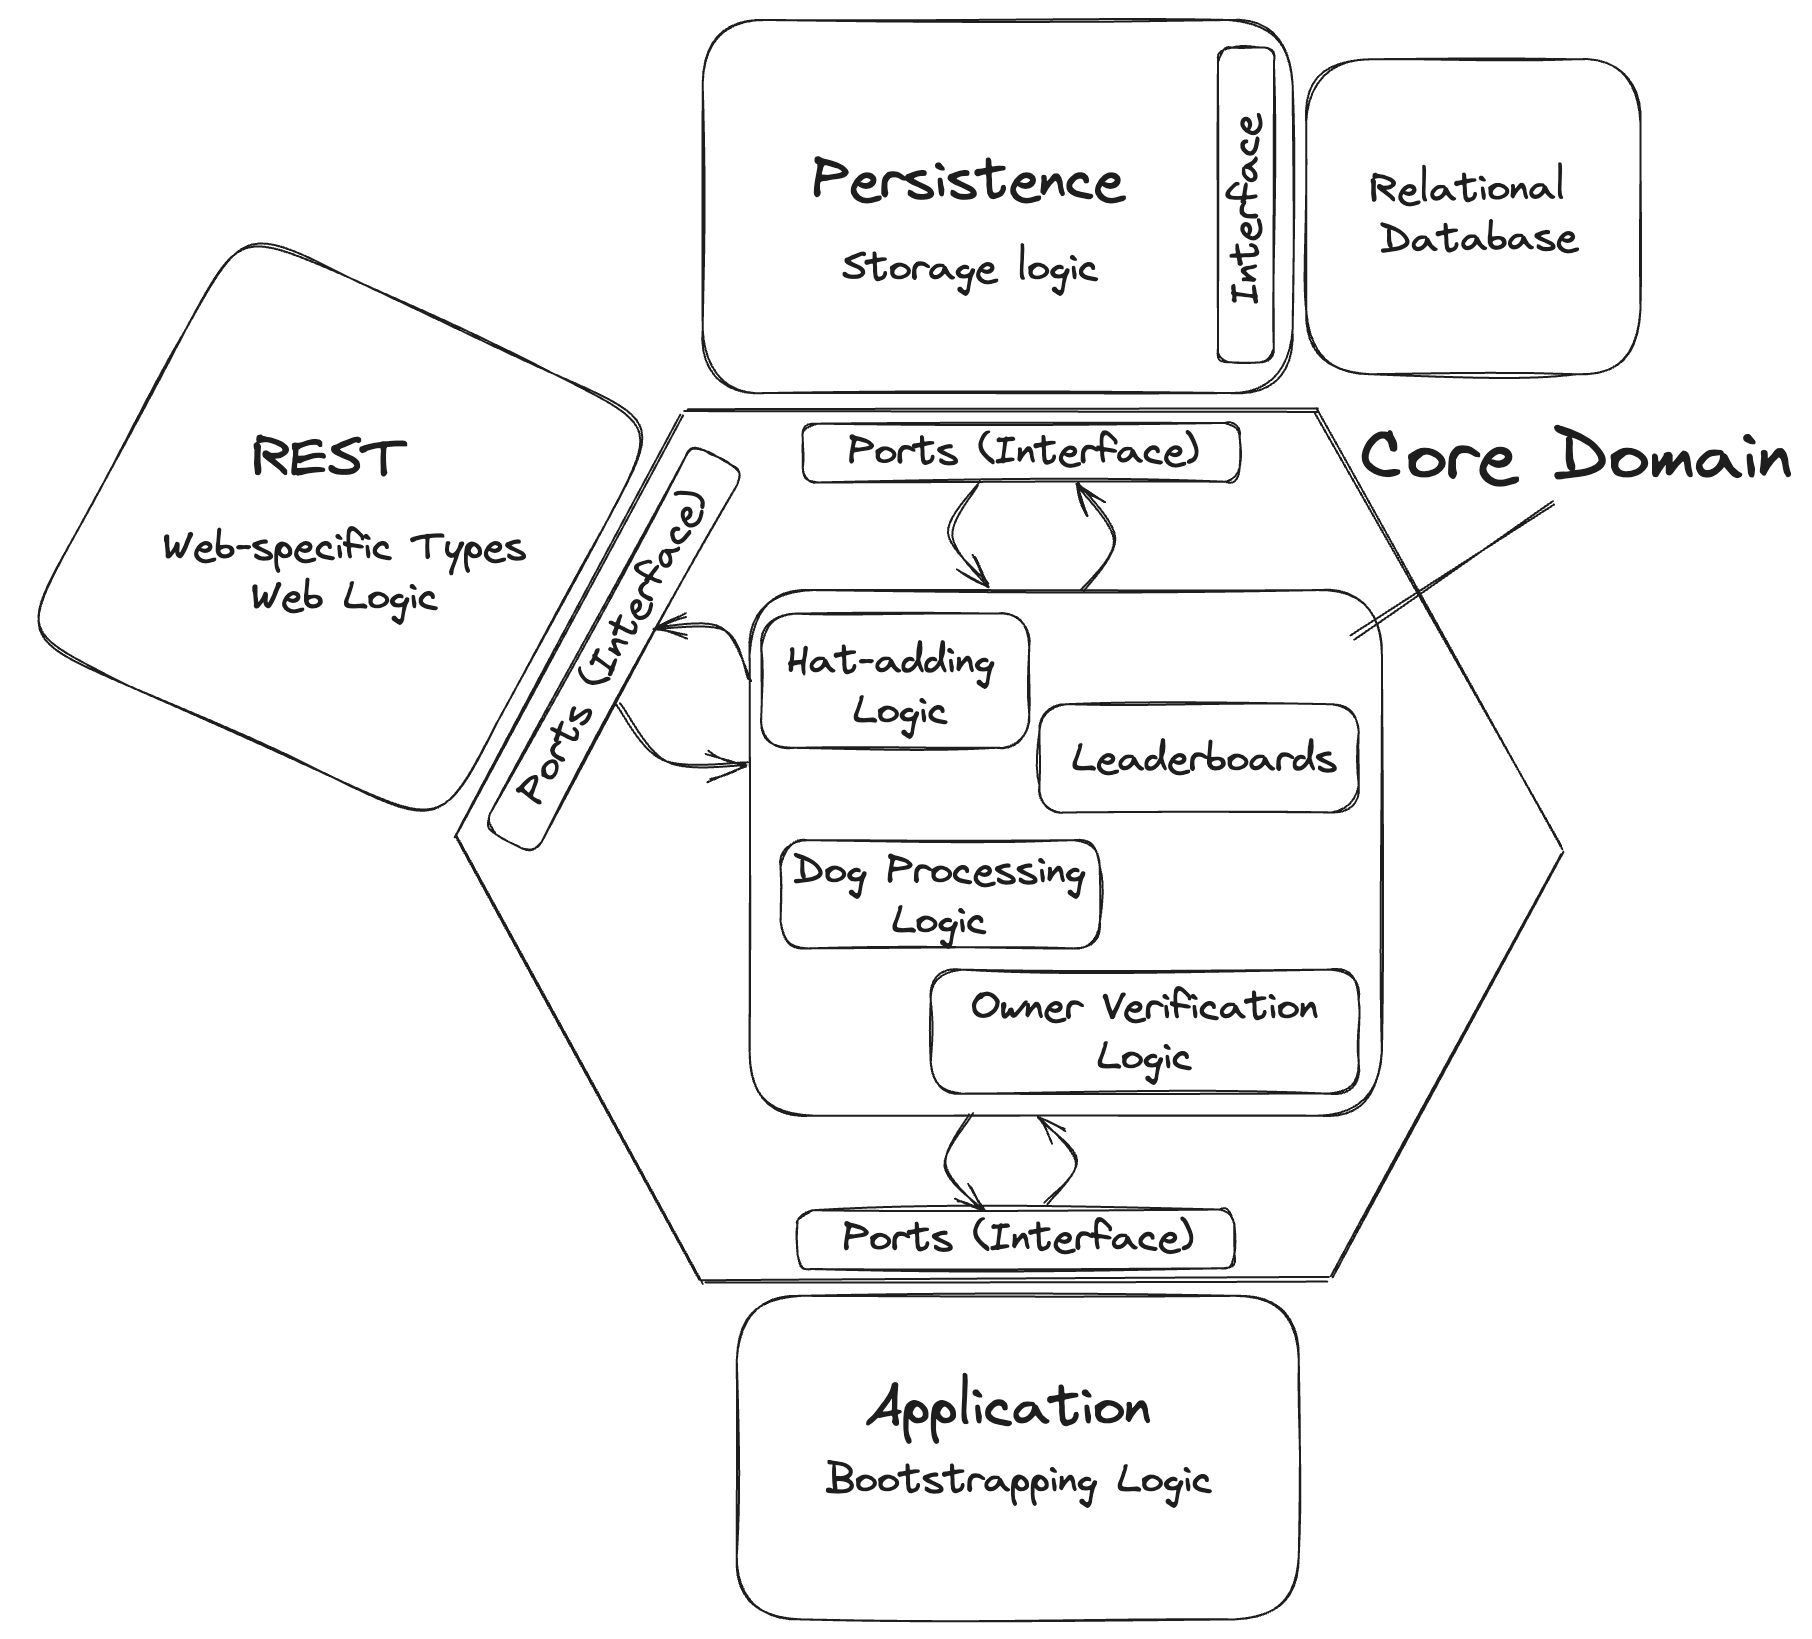 Persistence
Storage logic
Interface
Relational
Database
REST
Web-specific Types
Web Logic
Ports (Interface)
Core Domain
Ports (Interface)
Hat-adding
Logic
Leaderboards
Dog Processing
Logic
Owner Verification
Logic
Ports (Interface)
Application
Bootstrapping Logic